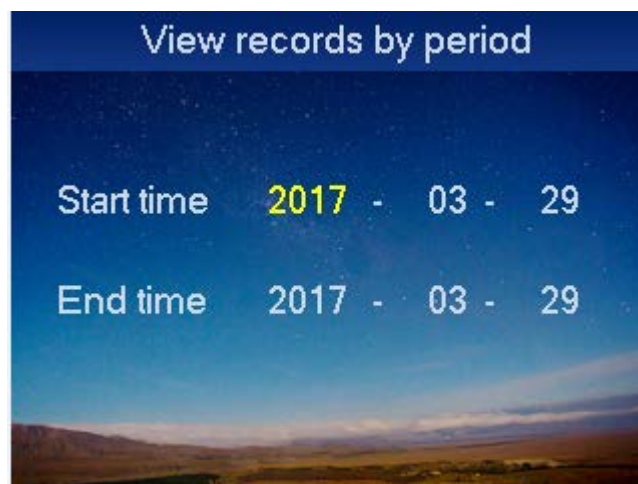 View records by period
Start time 2017 - 03 - 29
End time 2017 - 03 - 29